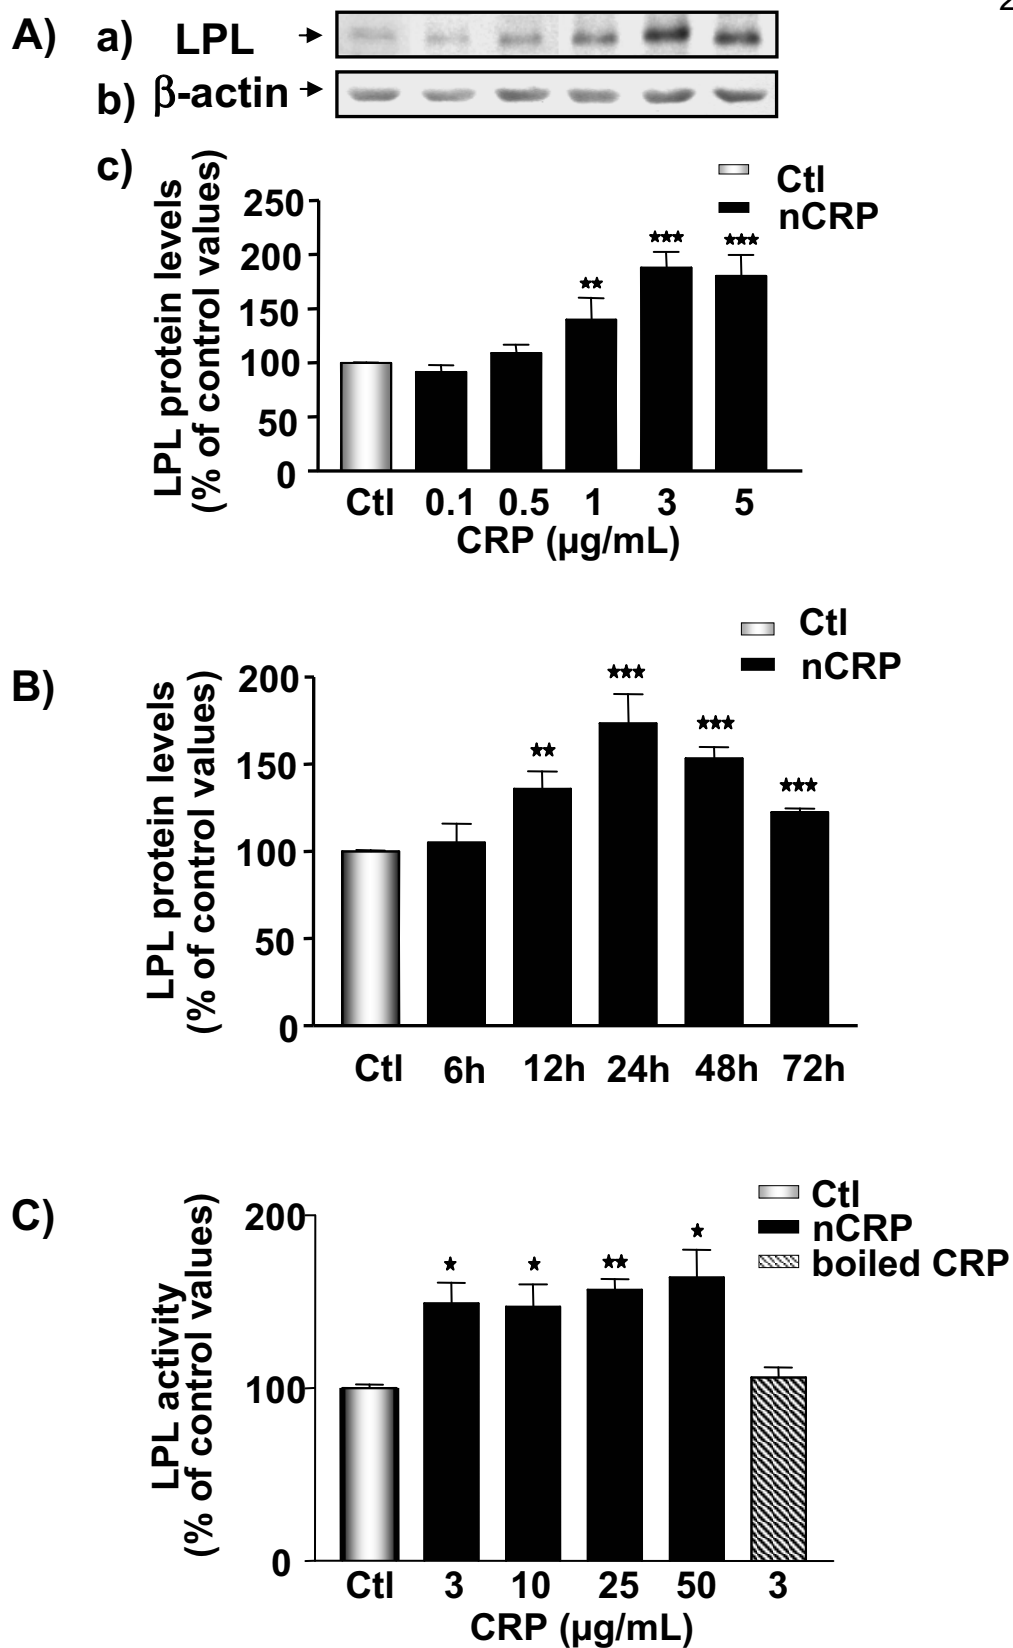 2
A) a) LPL
b) β-actin
c)
LPL protein levels
(% of control values)
Ctl
nCRP
250
200
150
100
50
0
*** ***
**
Ctl 0.1 0.5 1 3 5
CRP (µg/mL)
B)
LPL protein levels
(% of control values)
Ctl
nCRP
200
150
100
50
0
***
***
**
***
Ctl 6h 12h 24h 48h 72h
C)
LPL activity
(% of control values)
Ctl
nCRP
boiled CRP
200
100
0
*
* * **
Ctl 3 10 25 50 3
CRP (µg/mL)